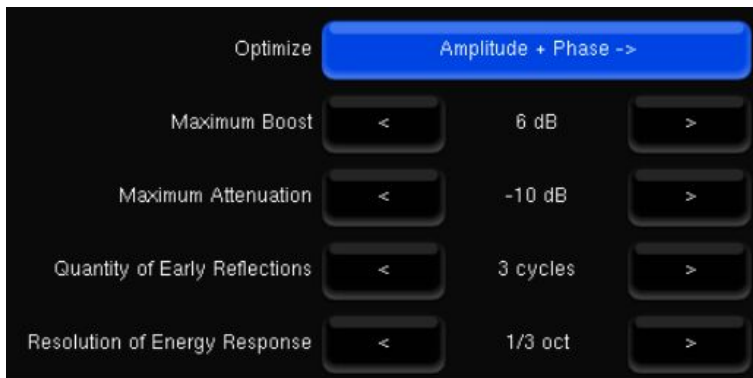 Optimize Amplitude + Phase ->
Maximum Boost < 6 dB >
Maximum Attenuation < -10 dB >
Quantity of Early Reflections < 3 cycles >
Resolution of Energy Response < 1/3 oct >